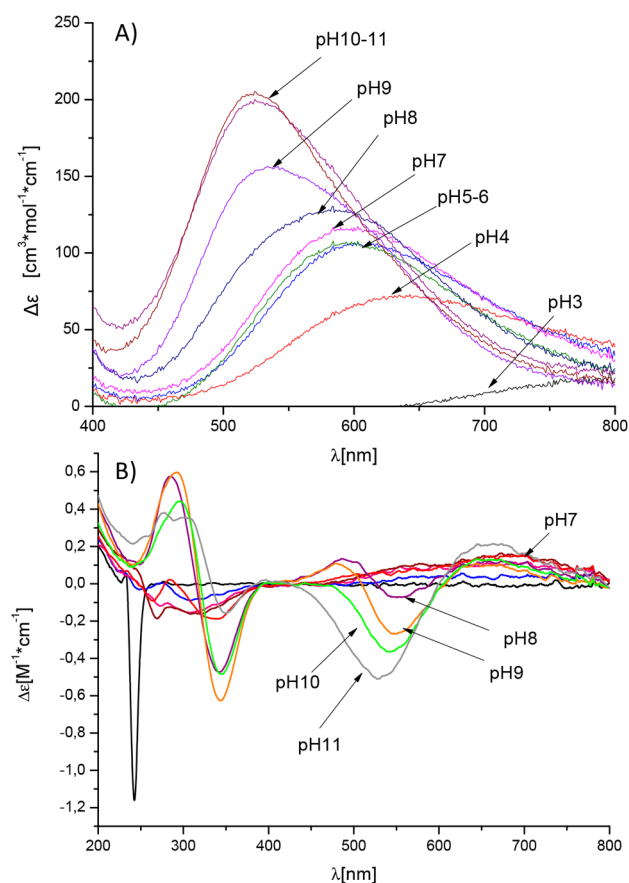 A)
pH10-11
pH9
pH8
pH7
pH5-6
pH4
pH3
Δε [cm³*mol⁻¹*cm⁻¹]
250
200
150
100
50
0
400 500 600 700 800
λ[nm]
B)
pH7
pH8
pH9
pH10
pH11
Δε[M⁻¹*cm⁻¹]
0,6
0,4
0,2
0,0
-0,2
-0,4
-0,6
-0,8
-1,0
-1,2
200 300 400 500 600 700 800
λ[nm]